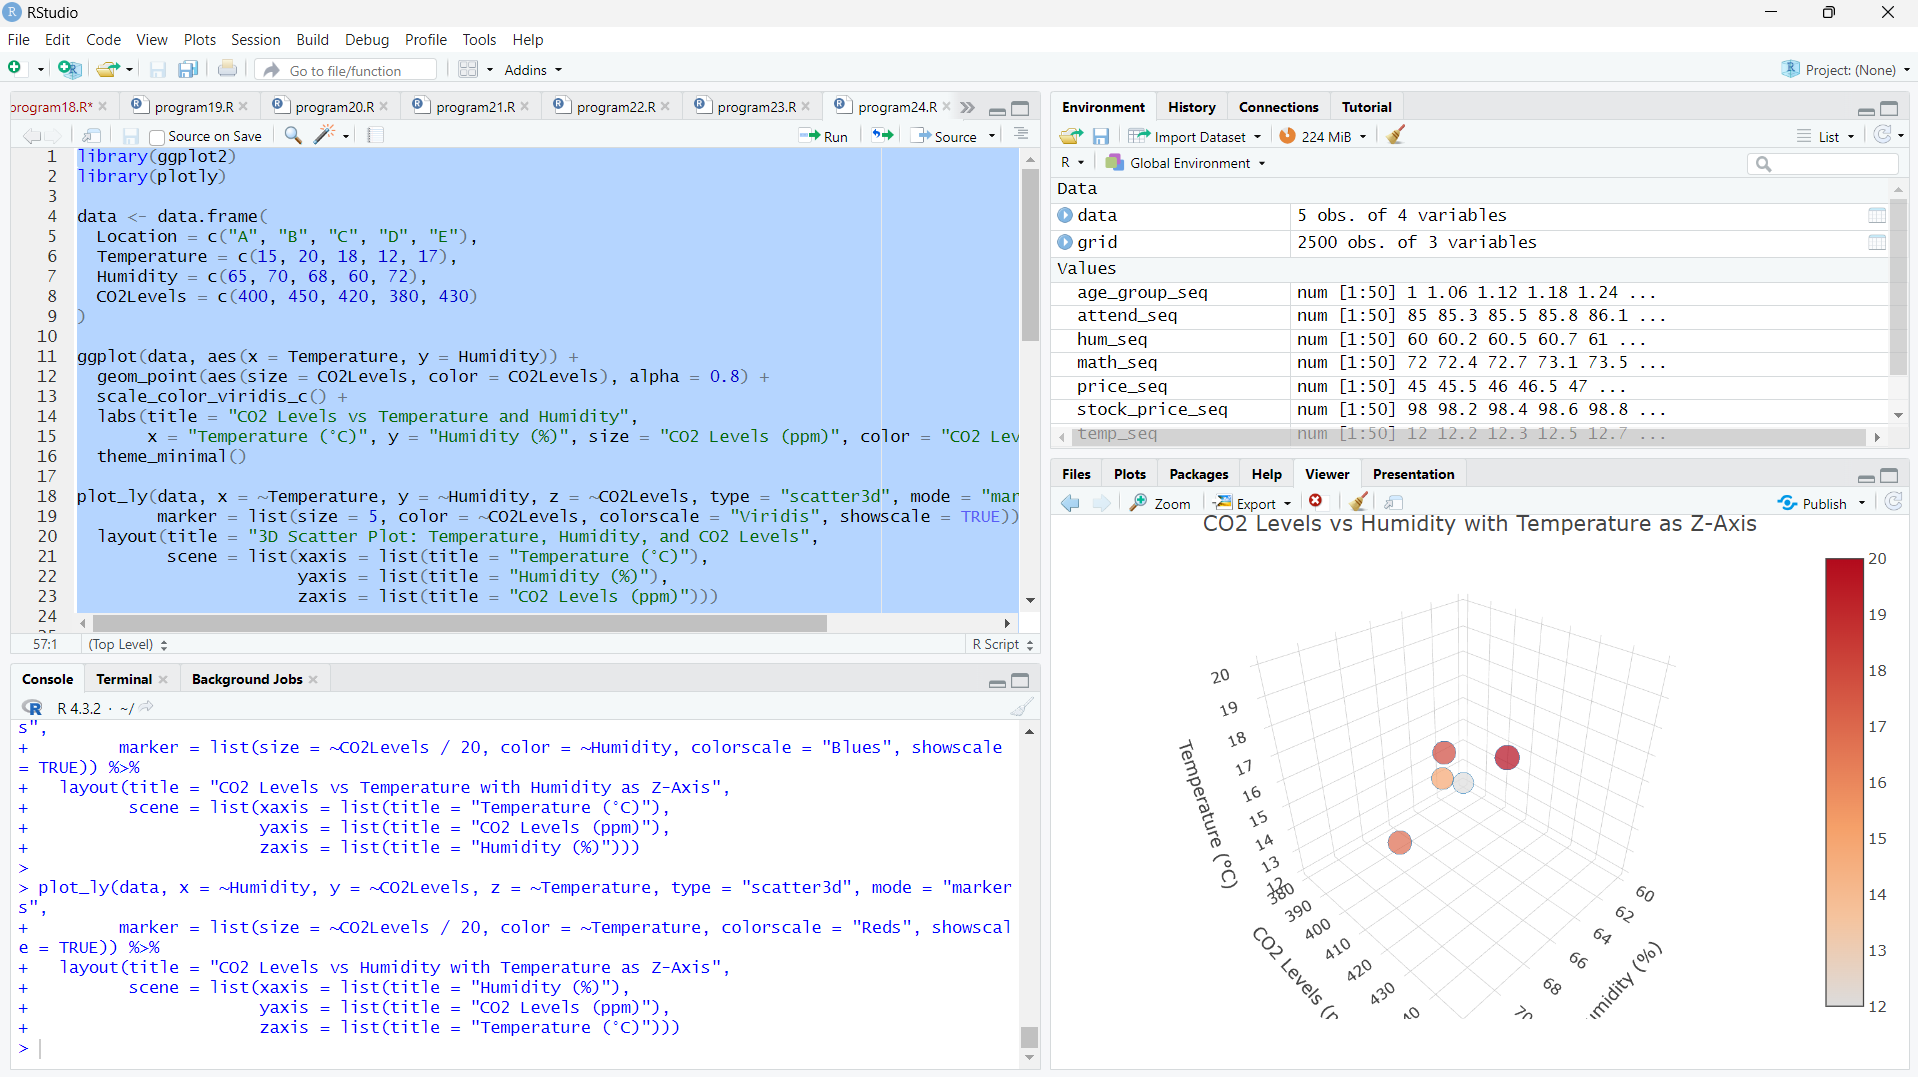 RStudio
File Edit Code View Plots Session Build Debug Profile Tools Help
Go to file/function Addins Project: (None)
program18.R* program19.R program20.R program21.R program22.R program23.R program24.R
Source on Save Run Source
1 library(ggplot2)
2 library(plotly)
3
4 data <- data.frame(
5 Location = c("A", "B", "C", "D", "E"),
6 Temperature = c(15, 20, 18, 12, 17),
7 Humidity = c(65, 70, 68, 60, 72),
8 CO2Levels = c(400, 450, 420, 380, 430)
9 )
10
11 ggplot(data, aes(x = Temperature, y = Humidity)) +
12 geom_point(aes(size = CO2Levels, color = CO2Levels), alpha = 0.8) +
13 scale_color_viridis_c() +
14 labs(title = "CO2 Levels vs Temperature and Humidity",
15 x = "Temperature (°C)", y = "Humidity (%)", size = "CO2 Levels (ppm)", color = "CO2 Lev
16 theme_minimal()
17
18 plot_ly(data, x = ~Temperature, y = ~Humidity, z = ~CO2Levels, type = "scatter3d", mode = "mar
19 marker = list(size = 5, color = ~CO2Levels, colorscale = "Viridis", showscale = TRUE))
20 layout(title = "3D Scatter Plot: Temperature, Humidity, and CO2 Levels",
21 scene = list(xaxis = list(title = "Temperature (°C)"),
22 yaxis = list(title = "Humidity (%)"),
23 zaxis = list(title = "CO2 Levels (ppm)")))
24
57:1 (Top Level) R Script
Console Terminal Background Jobs
R 4.3.2 · ~/
s",
+ marker = list(size = ~CO2Levels / 20, color = ~Humidity, colorscale = "Blues", showscale
= TRUE)) %>%
+ layout(title = "CO2 Levels vs Temperature with Humidity as Z-Axis",
+ scene = list(xaxis = list(title = "Temperature (°C)"),
+ yaxis = list(title = "CO2 Levels (ppm)"),
+ zaxis = list(title = "Humidity (%)")))
>
> plot_ly(data, x = ~Humidity, y = ~CO2Levels, z = ~Temperature, type = "scatter3d", mode = "marker
s",
+ marker = list(size = ~CO2Levels / 20, color = ~Temperature, colorscale = "Reds", showscal
e = TRUE)) %>%
+ layout(title = "CO2 Levels vs Humidity with Temperature as Z-Axis",
+ scene = list(xaxis = list(title = "Humidity (%)"),
+ yaxis = list(title = "CO2 Levels (ppm)"),
+ zaxis = list(title = "Temperature (°C)")))
>
Environment History Connections Tutorial
Import Dataset 224 MiB List
R Global Environment
Data
data 5 obs. of 4 variables
grid 2500 obs. of 3 variables
Values
age_group_seq num [1:50] 1 1.06 1.12 1.18 1.24 ...
attend_seq num [1:50] 85 85.3 85.5 85.8 86.1 ...
hum_seq num [1:50] 60 60.2 60.5 60.7 61 ...
math_seq num [1:50] 72 72.4 72.7 73.1 73.5 ...
price_seq num [1:50] 45 45.5 46 46.5 47 ...
stock_price_seq num [1:50] 98 98.2 98.4 98.6 98.8 ...
temp_seq num [1:50] 12 12.2 12.3 12.5 12.7 ...
Files Plots Packages Help Viewer Presentation
Zoom Export Publish
CO2 Levels vs Humidity with Temperature as Z-Axis
20
19
18
17
16
15
14
13
12
Temperature (°C)
380
390
400
410
420
430
40
CO2 Levels (p
60
62
64
66
68
70
umidity (%)
20
19
18
17
16
15
14
13
12